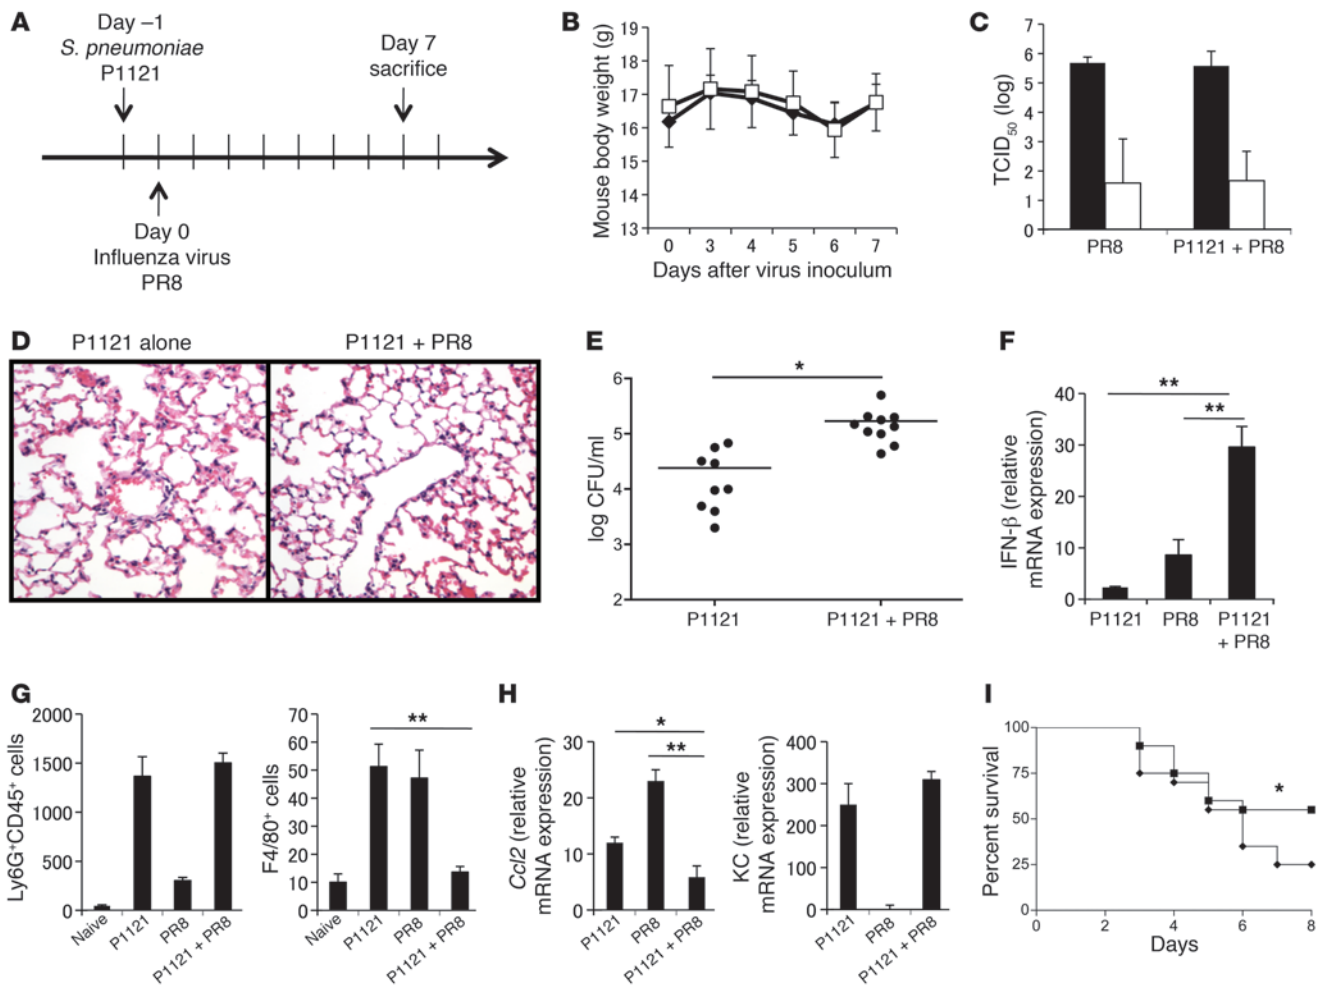 A
Day –1
S. pneumoniae
P1121
Day 7
sacrifice
Day 0
Influenza virus
PR8
B
Mouse body weight (g)
19
18
17
16
15
14
13
0 3 4 5 6 7
Days after virus inoculum
C
TCID50 (log)
7
6
5
4
3
2
1
0
PR8 P1121 + PR8
D
P1121 alone P1121 + PR8
E
log CFU/ml
6
5
4
3
2
*
P1121 P1121 + PR8
F
IFN-β (relative
mRNA expression)
40
30
20
10
0
**
**
P1121 PR8 P1121
+ PR8
G
Ly6G+CD45+ cells
2000
1500
1000
500
0
Naive P1121 PR8 P1121 + PR8
F4/80+ cells
70
60
50
40
30
20
10
0
**
Naive P1121 PR8 P1121 + PR8
H
Ccl2 (relative
mRNA expression)
30
20
10
0
*
**
P1121 PR8 P1121 + PR8
KC (relative
mRNA expression)
400
300
200
100
0
P1121 PR8 P1121 + PR8
I
Percent survival
100
75
50
25
0
*
0 2 4 6 8
Days